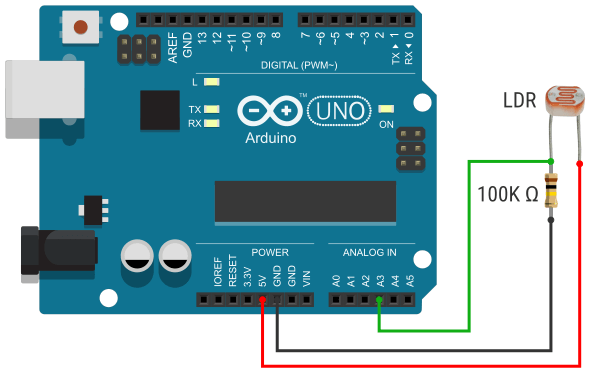 AREF
GND
13
12
~11
~10
~9
8
7
~6
~5
4
~3
2
TX ▸ 1
RX ◂ 0
DIGITAL (PWM~)
L
TX
RX
™
UNO
ON
Arduino
LDR
100K Ω
POWER
ANALOG IN
IOREF
RESET
3.3V
5V
GND
GND
VIN
A0
A1
A2
A3
A4
A5